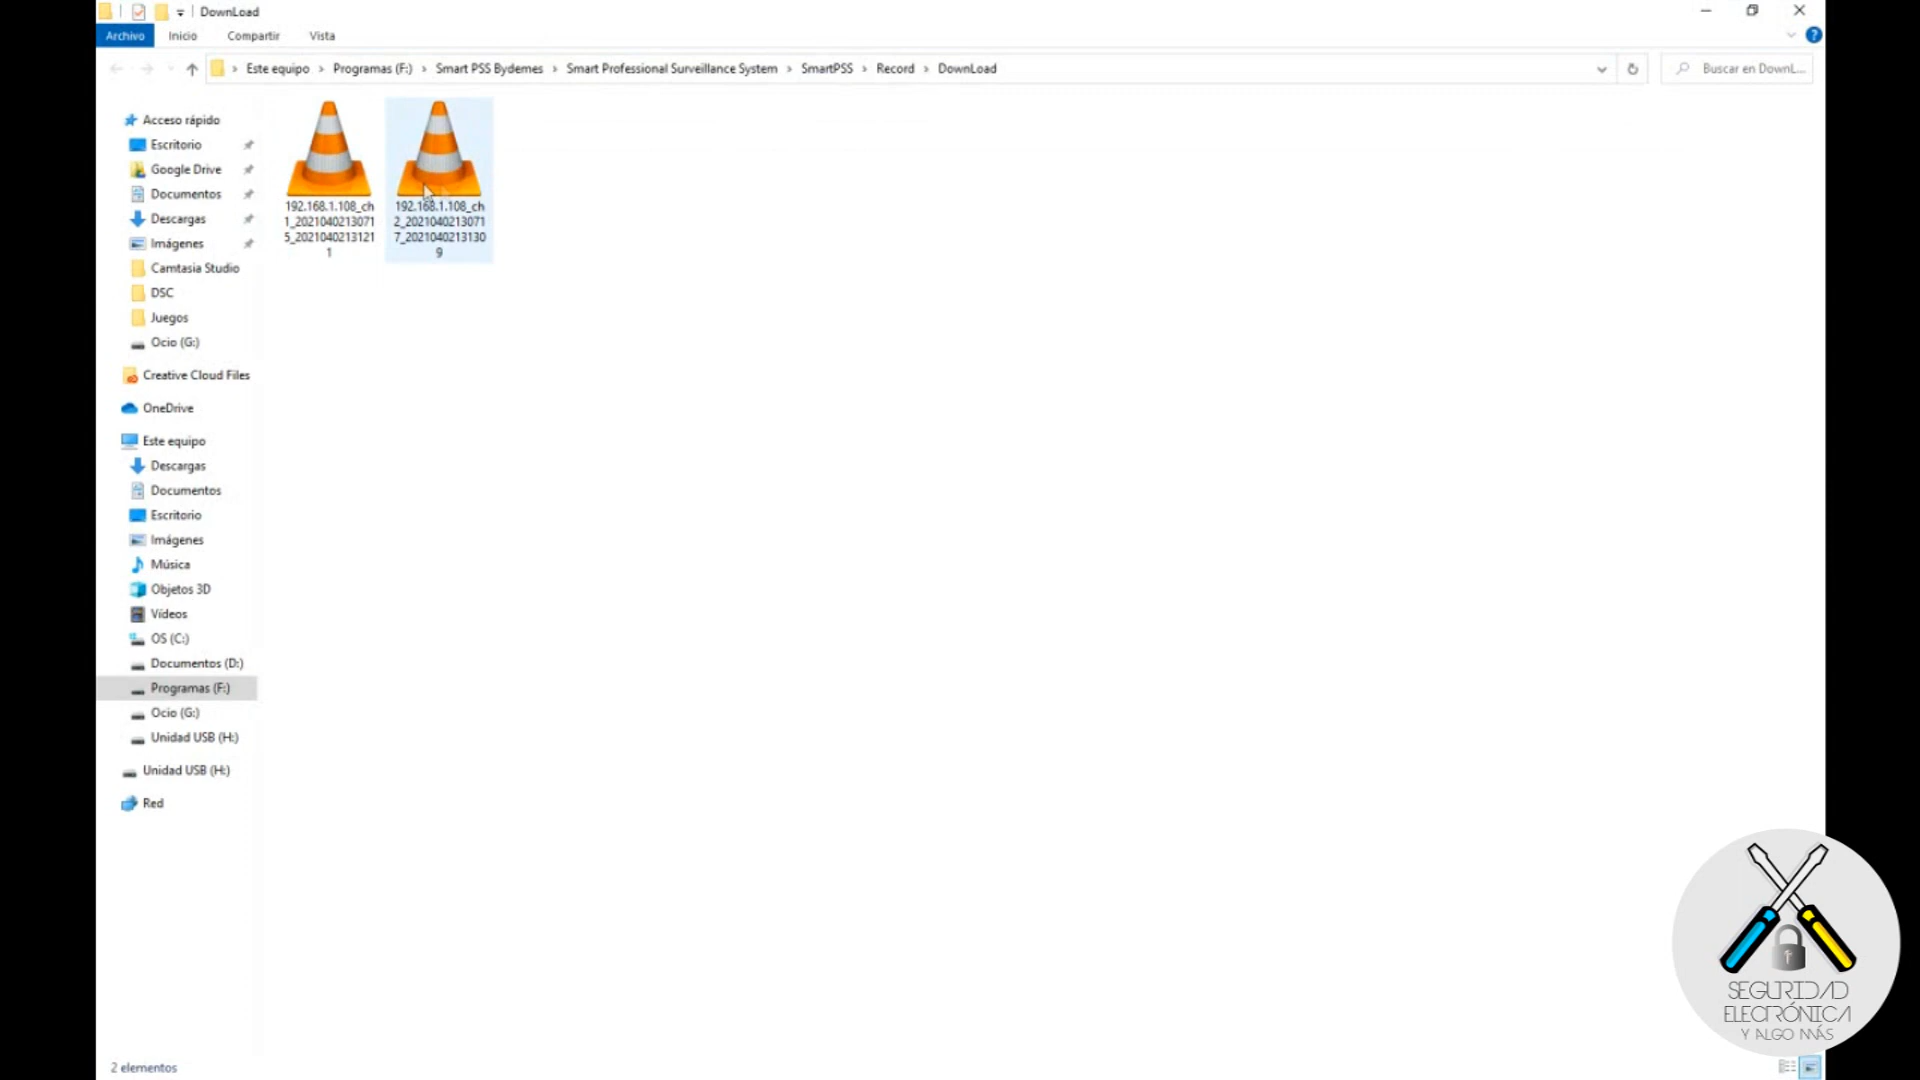 DownLoad
Archivo Inicio Compartir Vista
Este equipo > Programas (F:) > Smart PSS Bydemes > Smart Professional Surveillance System > SmartPSS > Record > DownLoad
Buscar en DownL...
Acceso rápido
Escritorio
Google Drive
Documentos
Descargas
Imágenes
Camtasia Studio
DSC
Juegos
Ocio (G:)
Creative Cloud Files
OneDrive
Este equipo
Descargas
Documentos
Escritorio
Imágenes
Música
Objetos 3D
Vídeos
OS (C:)
Documentos (D:)
Programas (F:)
Ocio (G:)
Unidad USB (H:)
Unidad USB (H:)
Red
192.168.1.108_ch
1_2021040213071
5_2021040213121
1
192.168.1.108_ch
2_2021040213071
7_2021040213130
9
SEGURIDAD
ELECTRÓNICA
Y ALGO MÁS
2 elementos